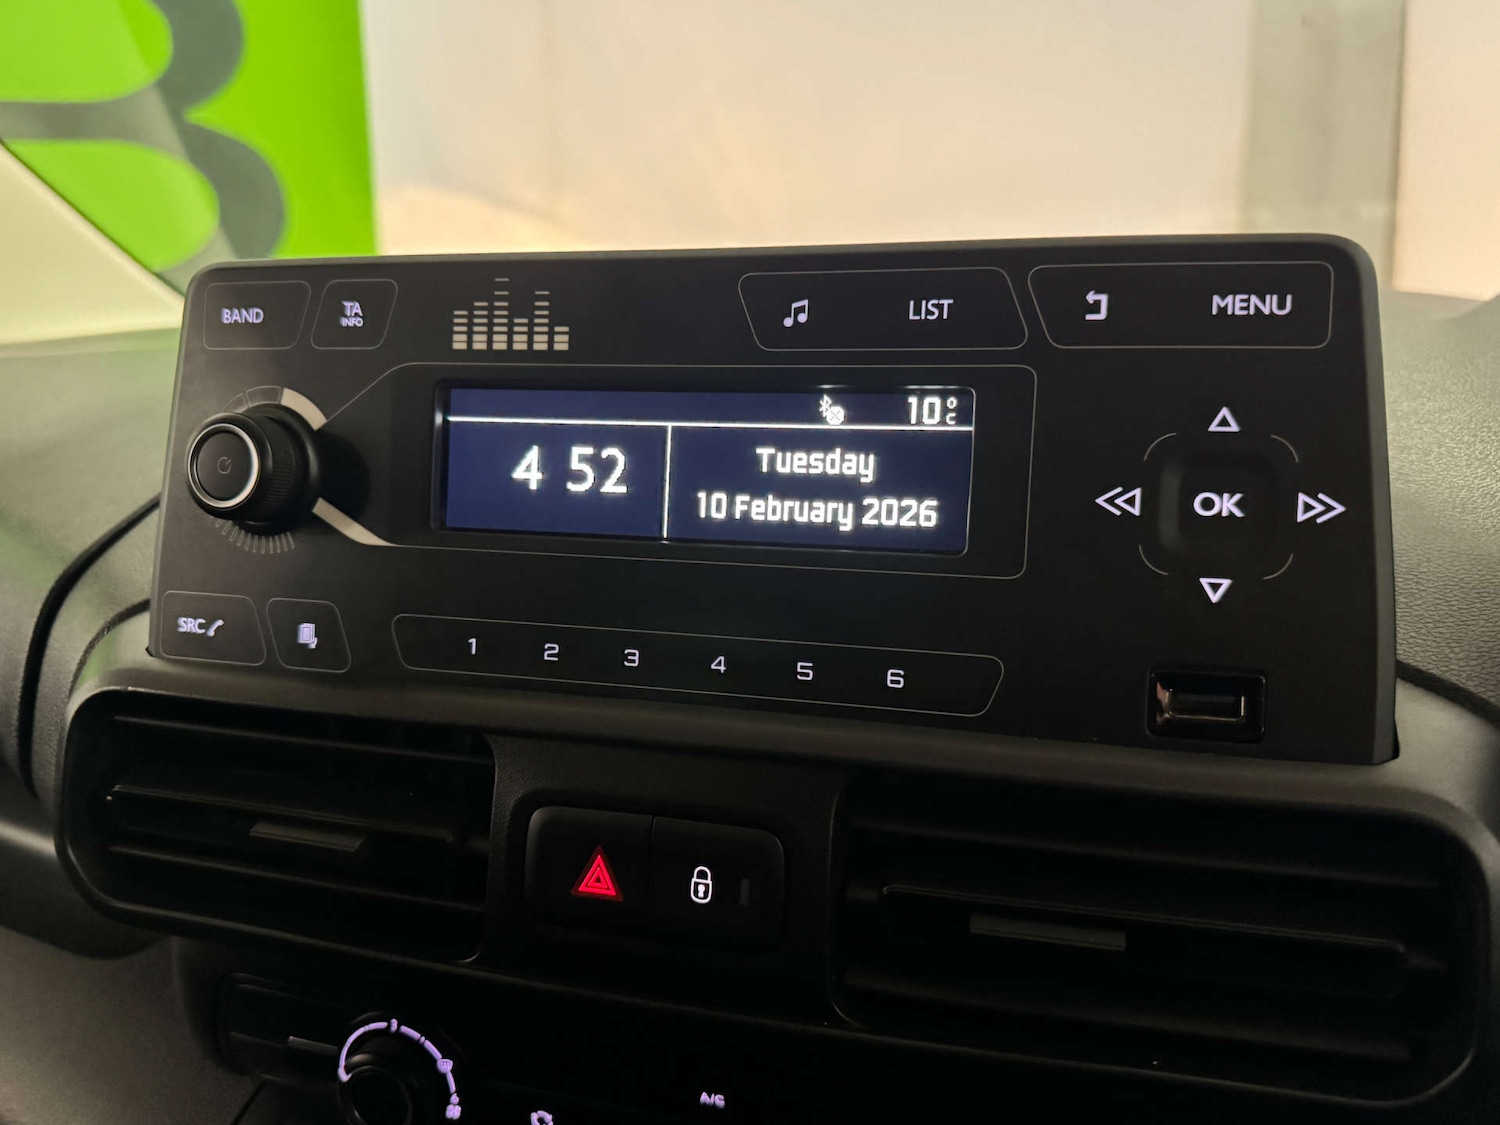 BAND
TA
INFO
LIST
MENU
10°C
4 52
Tuesday
10 February 2026
OK
SRC
1 2 3 4 5 6
A/C